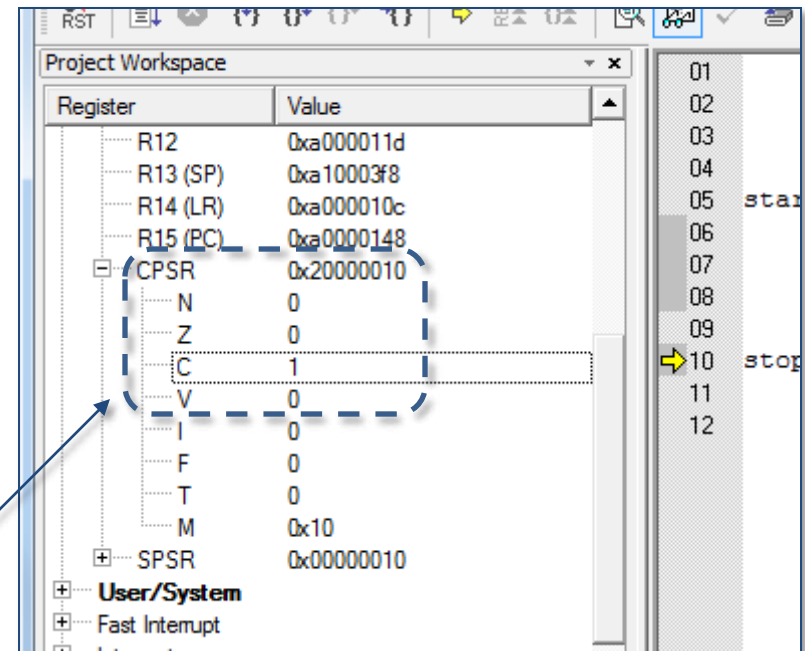 RST
Project Workspace
Register Value
R12 0xa000011d
R13 (SP) 0xa10003f8
R14 (LR) 0xa000010c
R15 (PC) 0xa0000148
CPSR 0x20000010
N 0
Z 0
C 1
V 0
I 0
F 0
T 0
M 0x10
SPSR 0x00000010
User/System
Fast Interrupt
01
02
03
04
05 star
06
07
08
09
10 stop
11
12